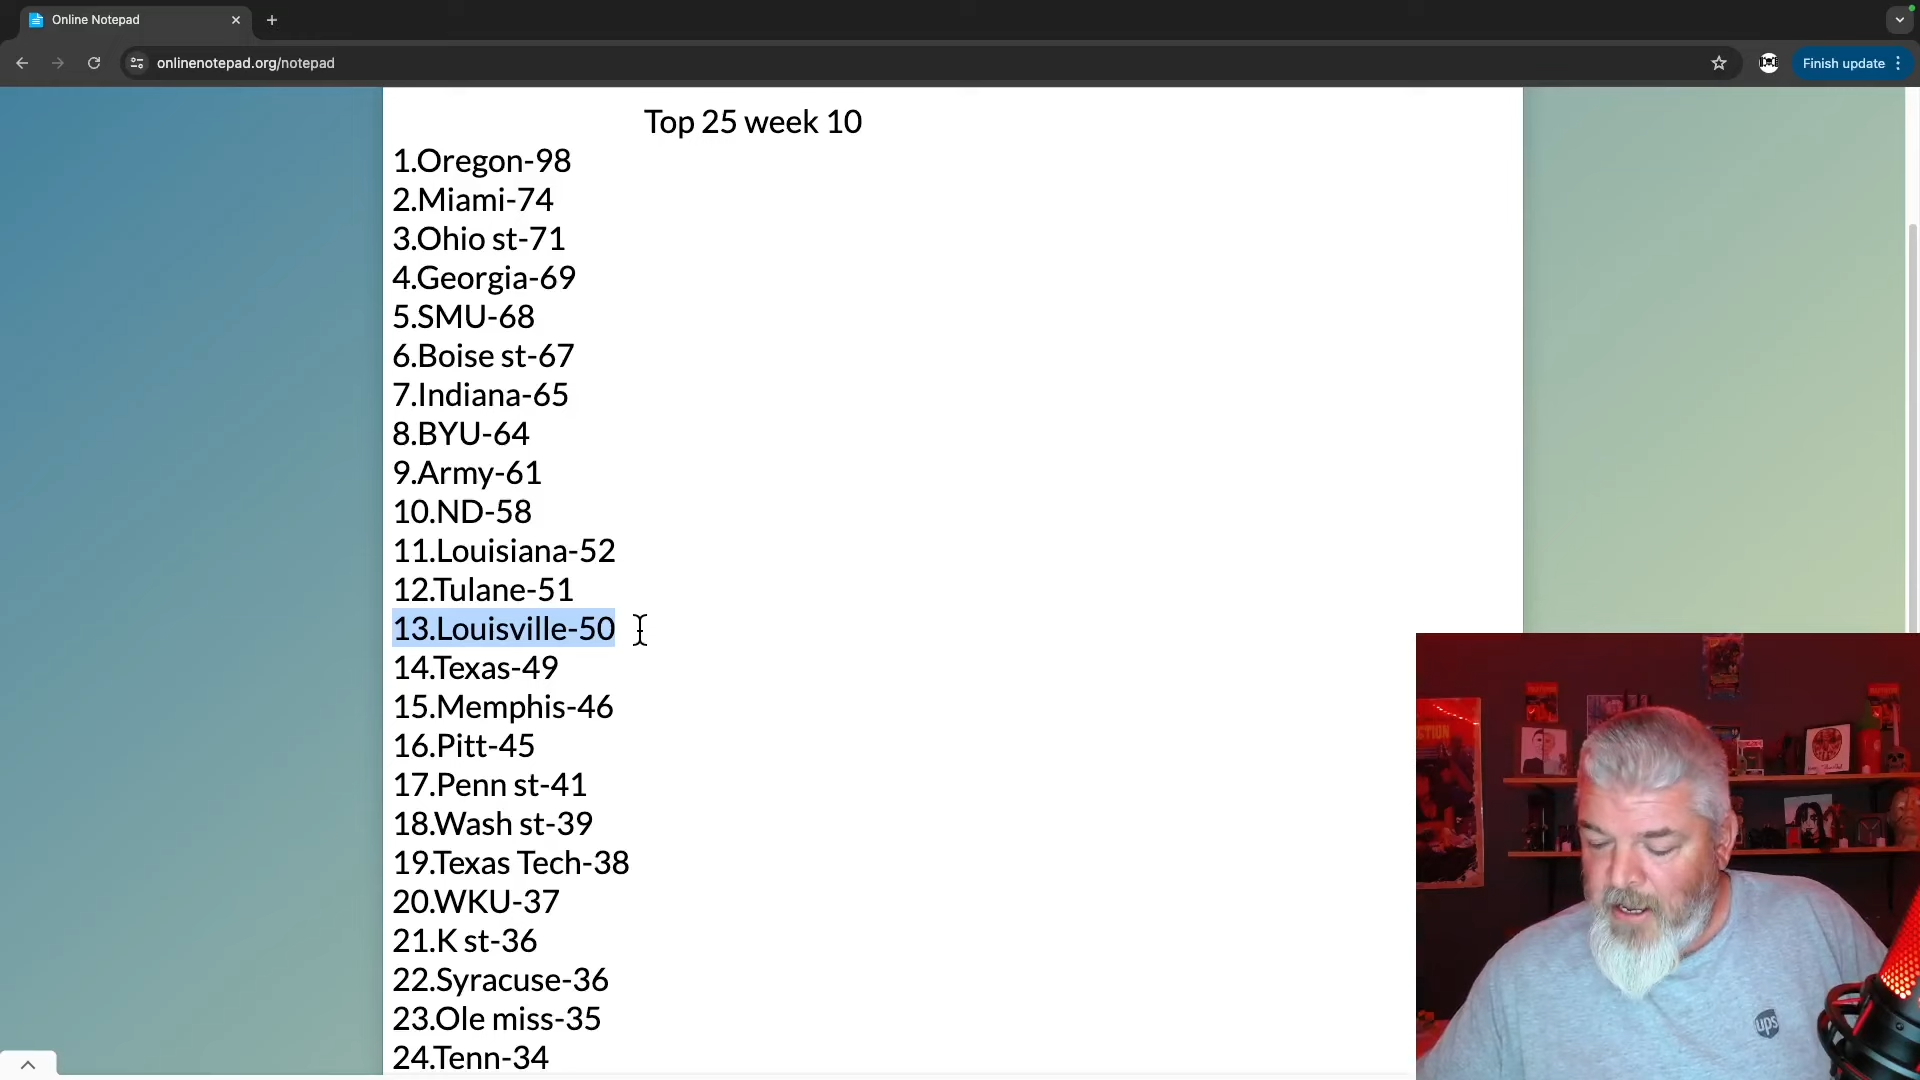 Online Notepad
onlinenotepad.org/notepad
Finish update
Top 25 week 10
1.Oregon-98
2.Miami-74
3.Ohio st-71
4.Georgia-69
5.SMU-68
6.Boise st-67
7.Indiana-65
8.BYU-64
9.Army-61
10.ND-58
11.Louisiana-52
12.Tulane-51
13.Louisville-50
14.Texas-49
15.Memphis-46
16.Pitt-45
17.Penn st-41
18.Wash st-39
19.Texas Tech-38
20.WKU-37
21.K st-36
22.Syracuse-36
23.Ole miss-35
24.Tenn-34
ups